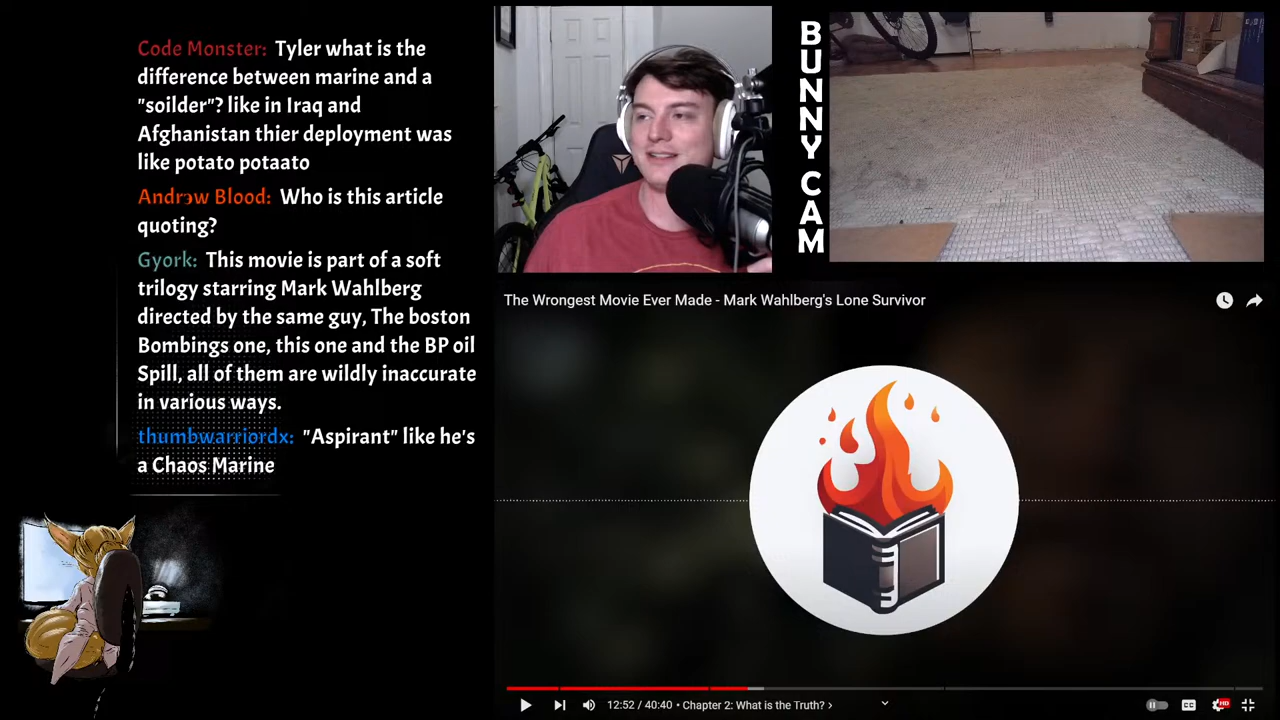 Code Monster: Tyler what is the
difference between marine and a
"soilder"? like in Iraq and
Afghanistan thier deployment was
like potato potaato
Andrɘw Blood: Who is this article
quoting?
Gyork: This movie is part of a soft
trilogy starring Mark Wahlberg
directed by the same guy, The boston
Bombings one, this one and the BP oil
Spill, all of them are wildly inaccurate
in various ways.
thumbwarriordx: "Aspirant" like he's
a Chaos Marine
BUNNY CAM
The Wrongest Movie Ever Made - Mark Wahlberg's Lone Survivor
12:52 / 40:40 • Chapter 2: What is the Truth? ›
CC
HD